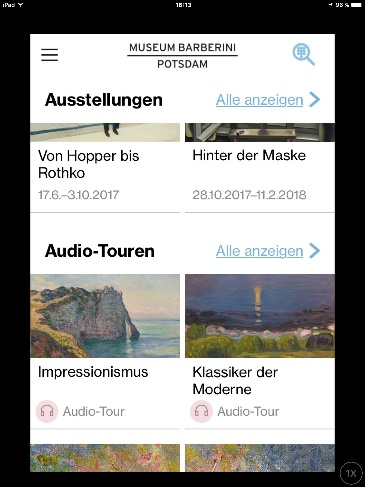 iPad
16:13
96 %
MUSEUM BARBERINI
POTSDAM
Ausstellungen
Alle anzeigen
Von Hopper bis
Rothko
17.6.–3.10.2017
Hinter der Maske
28.10.2017–11.2.2018
Audio-Touren
Alle anzeigen
Impressionismus
Audio-Tour
Klassiker der
Moderne
Audio-Tour
1X